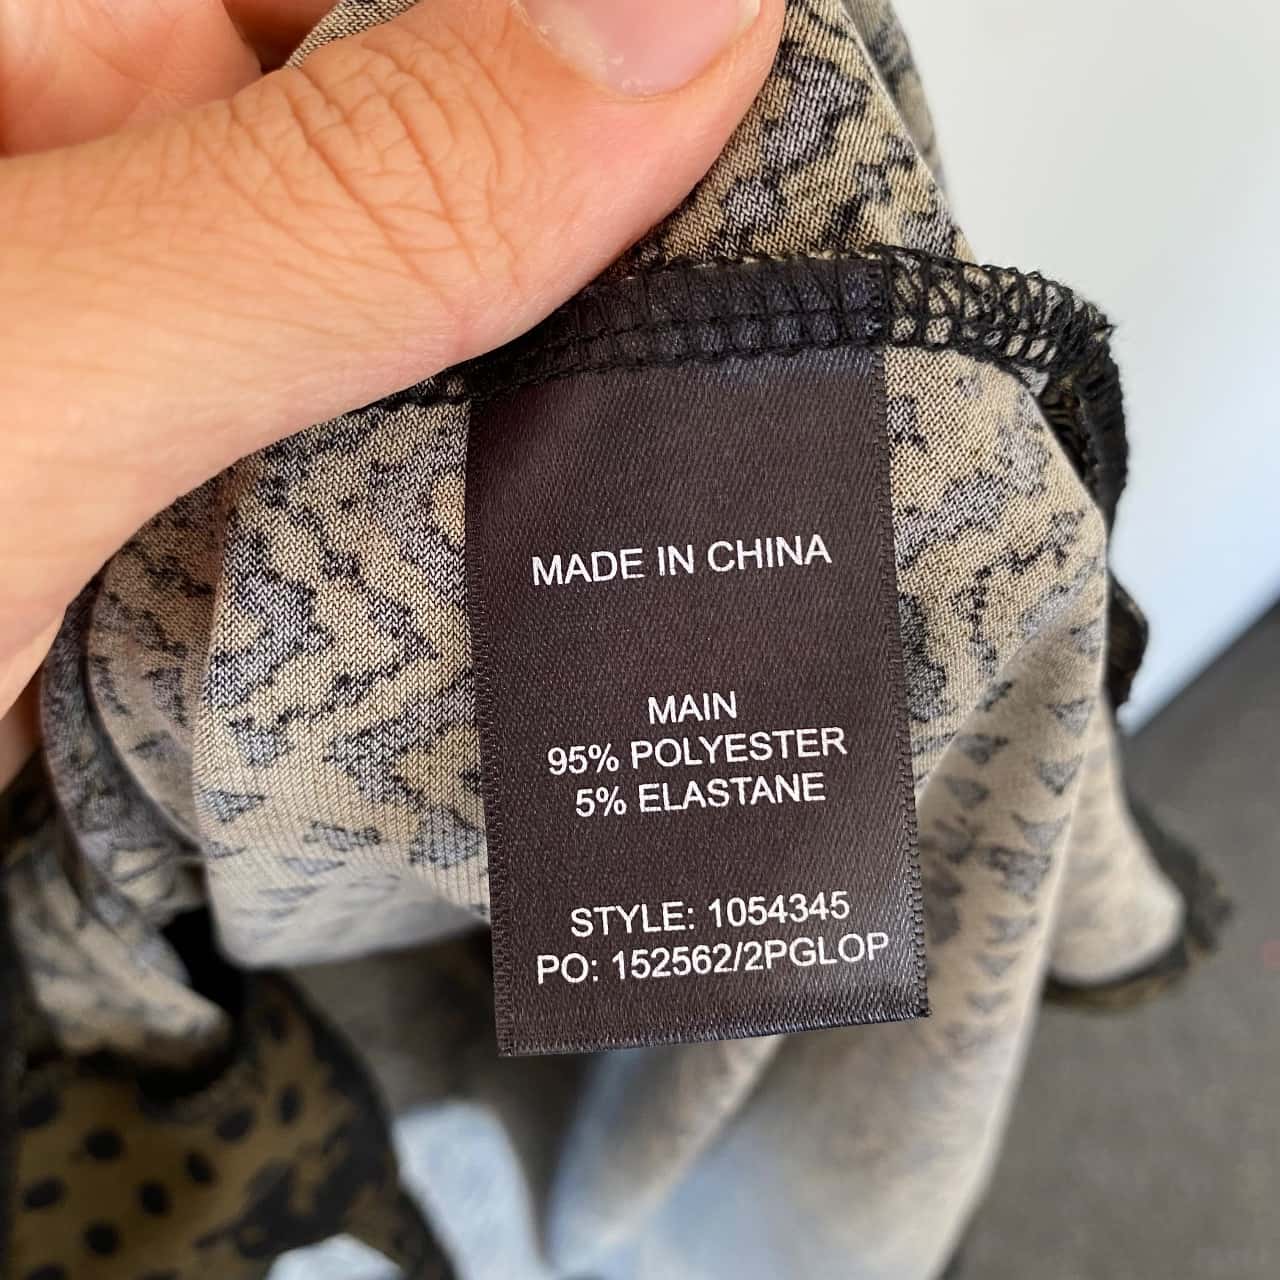 MADE IN CHINA
MAIN
95% POLYESTER
5% ELASTANE
STYLE: 1054345
PO: 152562/2PGLOP